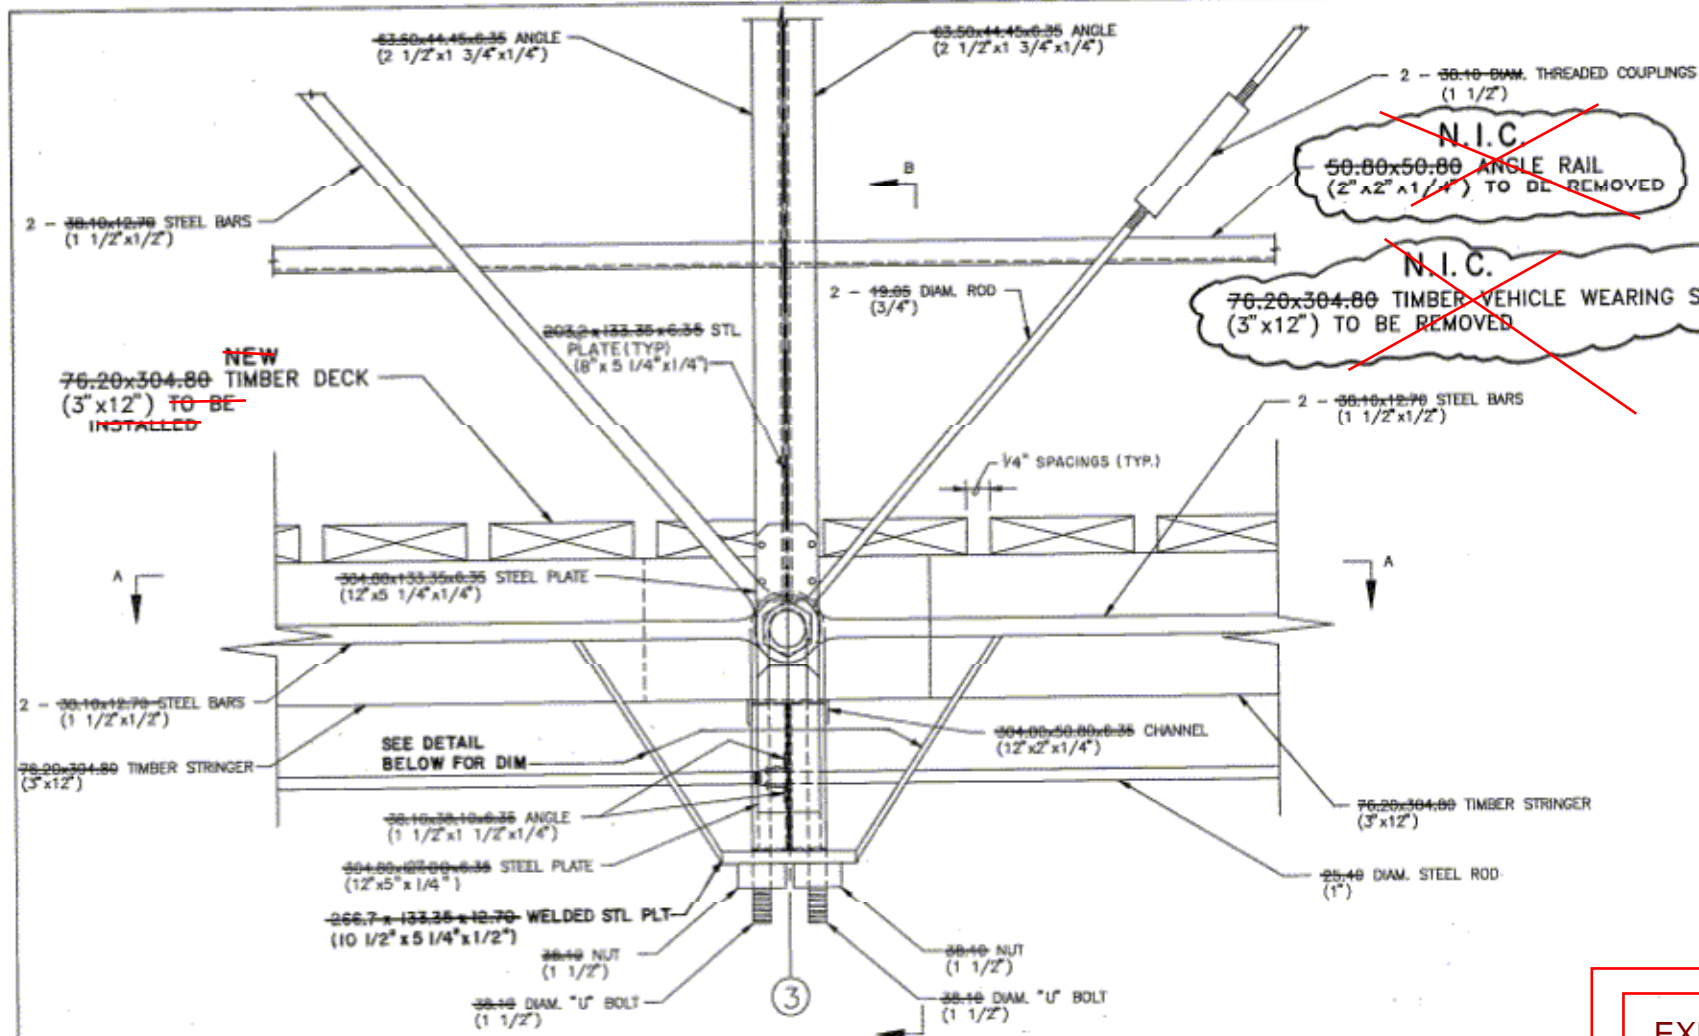 63.50x44.45x6.35 ANGLE
(2 1/2"x1 3/4"x1/4")
63.50x44.45x6.35 ANGLE
(2 1/2"x1 3/4"x1/4")
2 - 38.10 DIAM. THREADED COUPLINGS
(1 1/2")
N.I.C.
50.80x50.80 ANGLE RAIL
(2"x2"x1/4") TO BE REMOVED
B
2 - 38.10x12.70 STEEL BARS
(1 1/2"x1/2")
N.I.C.
76.20x304.80 TIMBER VEHICLE WEARING S
(3"x12") TO BE REMOVED
2 - 19.05 DIAM. ROD
(3/4")
203.2x133.35x6.35 STL
PLATE (TYP)
(8"x 5 1/4"x1/4")
NEW
76.20x304.80 TIMBER DECK
(3"x12") TO BE
INSTALLED
2 - 38.10x12.70 STEEL BARS
(1 1/2"x1/2")
1/4" SPACINGS (TYP.)
A
304.80x133.35x6.35 STEEL PLATE
(12"x5 1/4"x1/4")
A
2 - 38.10x12.70 STEEL BARS
(1 1/2"x1/2")
SEE DETAIL
BELOW FOR DIM
304.80x50.80x6.35 CHANNEL
(12"x2"x1/4")
76.20x304.80 TIMBER STRINGER
(3"x12")
38.10x38.10x6.35 ANGLE
(1 1/2"x1 1/2"x1/4")
76.20x304.80 TIMBER STRINGER
(3"x12")
304.80x127.00x6.35 STEEL PLATE
(12"x5"x1/4")
25.40 DIAM. STEEL ROD
(1")
266.7 x 133.35 x 12.70 WELDED STL PLT
(10 1/2" x 5 1/4"x 1/2")
38.10 NUT
(1 1/2")
38.10 NUT
(1 1/2")
38.10 DIAM. "U" BOLT
(1 1/2")
3
38.10 DIAM. "U" BOLT
(1 1/2")